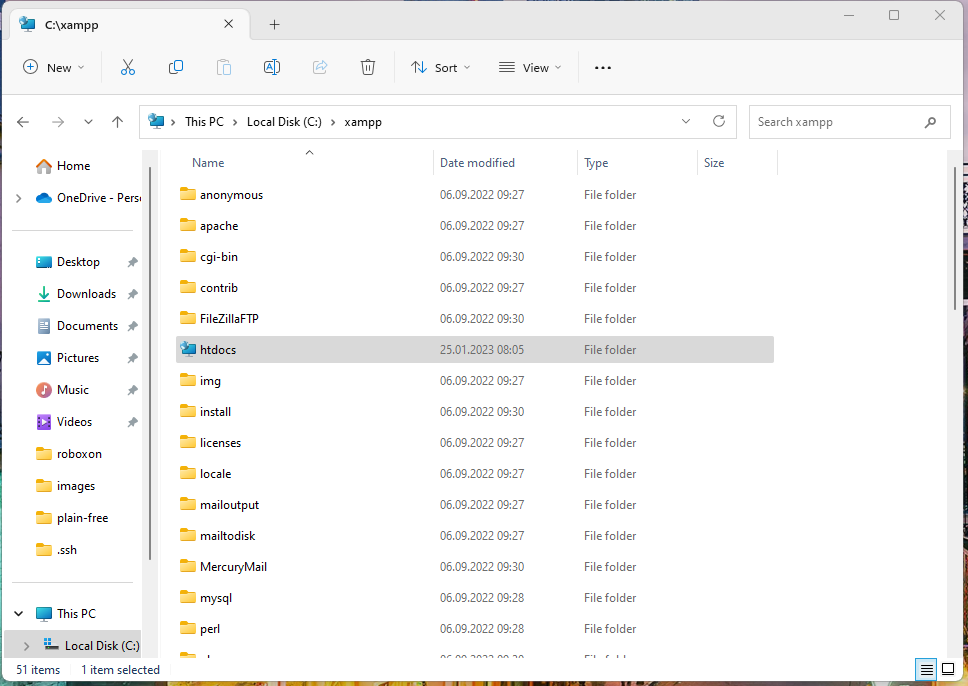 C:\xampp
New
Sort
View
This PC
Local Disk (C:)
xampp
Search xampp
Home
OneDrive - Pers
Desktop
Downloads
Documents
Pictures
Music
Videos
roboxon
images
plain-free
.ssh
This PC
Local Disk (C:)
Name Date modified Type Size
anonymous 06.09.2022 09:27 File folder
apache 06.09.2022 09:27 File folder
cgi-bin 06.09.2022 09:30 File folder
contrib 06.09.2022 09:27 File folder
FileZillaFTP 06.09.2022 09:30 File folder
htdocs 25.01.2023 08:05 File folder
img 06.09.2022 09:27 File folder
install 06.09.2022 09:30 File folder
licenses 06.09.2022 09:27 File folder
locale 06.09.2022 09:27 File folder
mailoutput 06.09.2022 09:27 File folder
mailtodisk 06.09.2022 09:27 File folder
MercuryMail 06.09.2022 09:30 File folder
mysql 06.09.2022 09:28 File folder
perl 06.09.2022 09:28 File folder
51 items
1 item selected